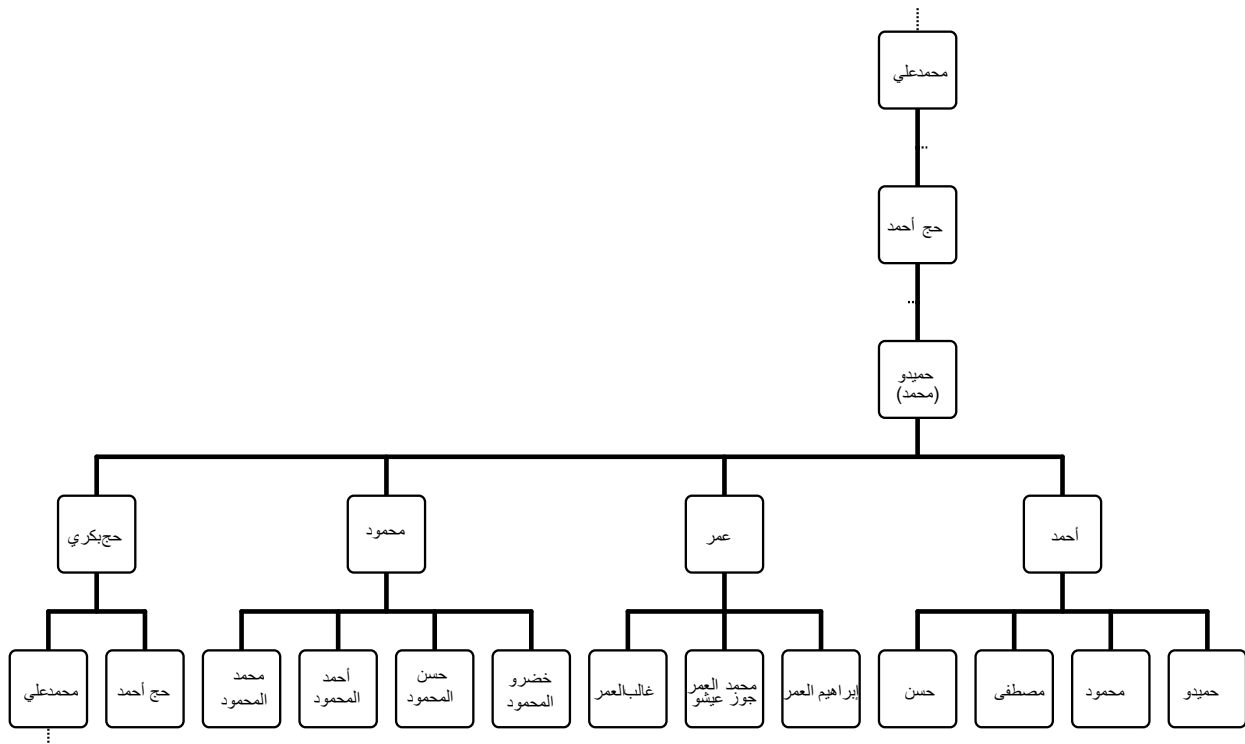 محمدعلي
حج أحمد
حميدو
(محمد)
أحمد
عمر
محمود
حجبكري
حميدو
محمود
مصطفى
حسن
إبراهيم العمر
محمد العمر
جوز عيشو
غالبالعمر
خضرو
المحمود
حسن
المحمود
أحمد
المحمود
محمد
المحمود
حج أحمد
محمدعلي